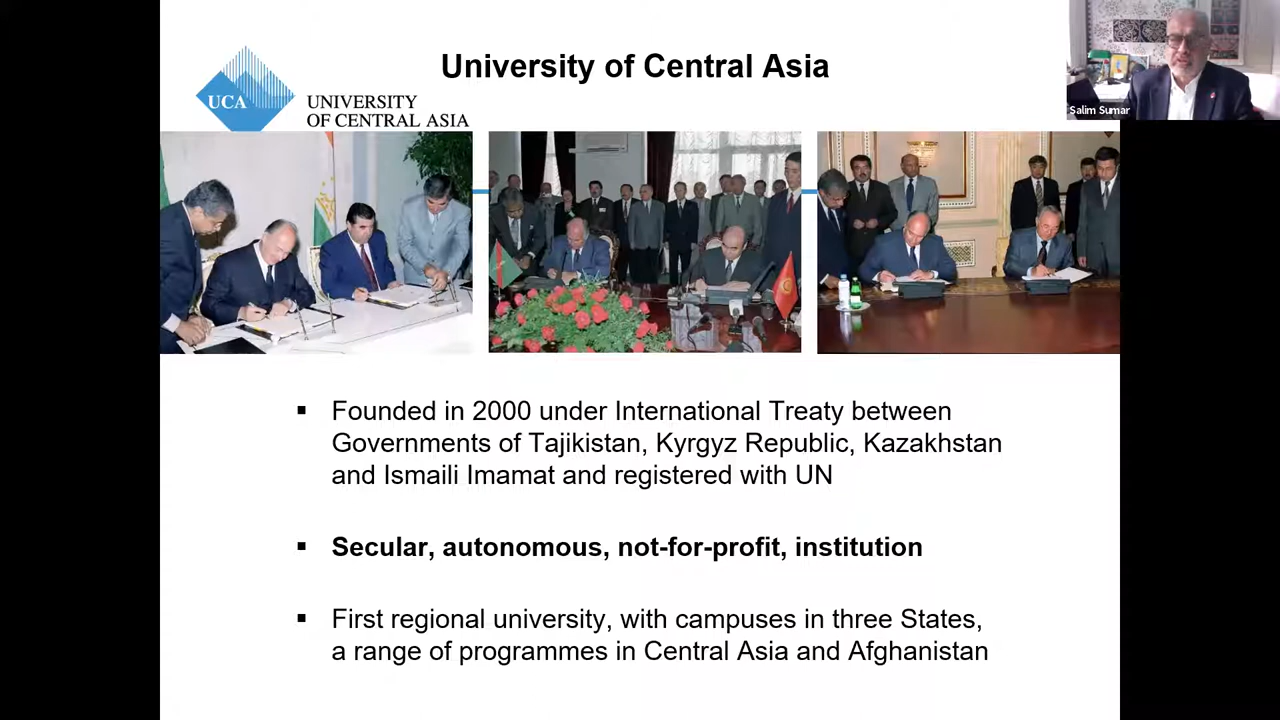 University of Central Asia
UCA
UNIVERSITY
OF CENTRAL ASIA
Salim Sumar
Founded in 2000 under International Treaty between
Governments of Tajikistan, Kyrgyz Republic, Kazakhstan
and Ismaili Imamat and registered with UN
Secular, autonomous, not-for-profit, institution
First regional university, with campuses in three States,
a range of programmes in Central Asia and Afghanistan